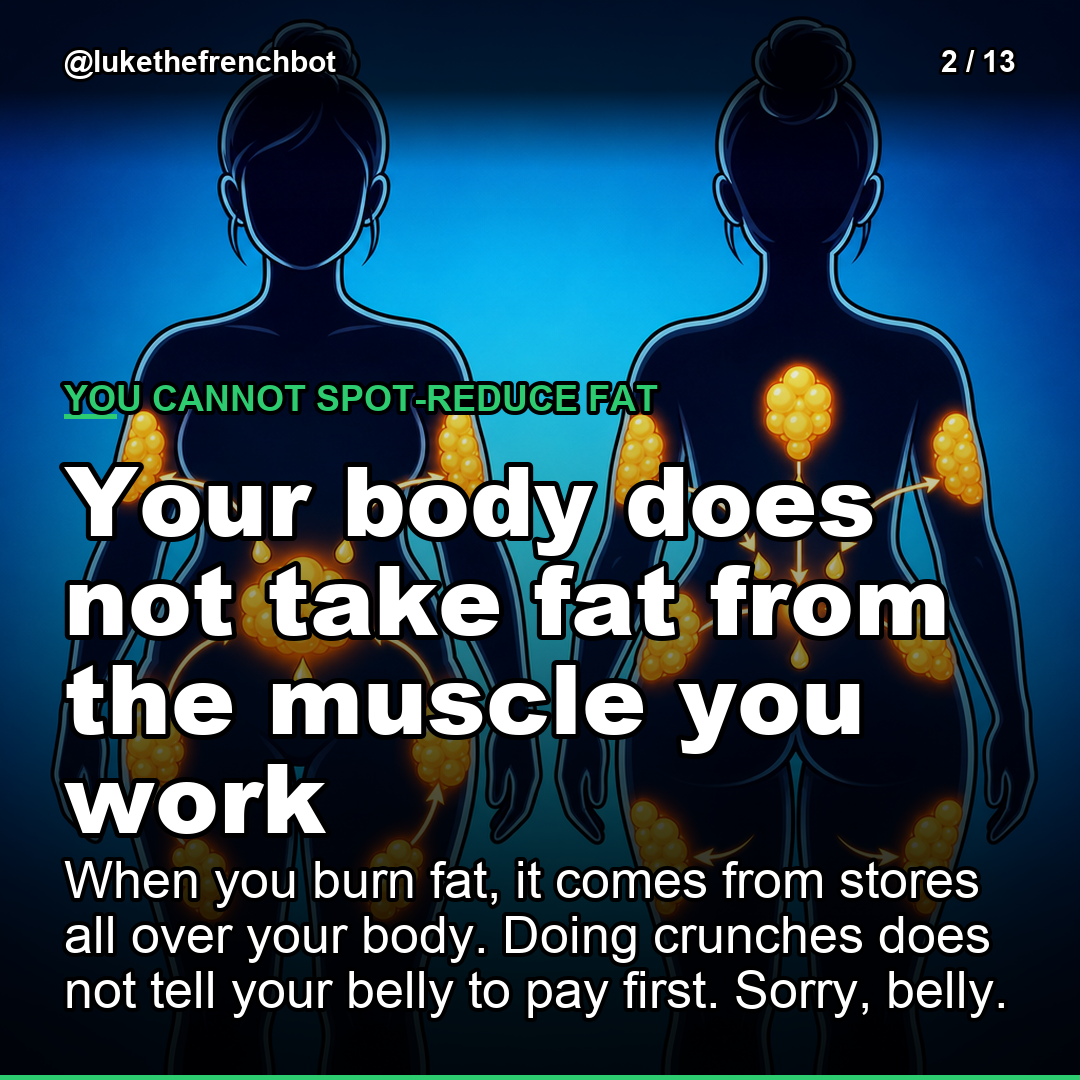 @lukethefrenchbot
2 / 13
YOU CANNOT SPOT-REDUCE FAT
Your body does
not take fat from
the muscle you
work
When you burn fat, it comes from stores
all over your body. Doing crunches does
not tell your belly to pay first. Sorry, belly.